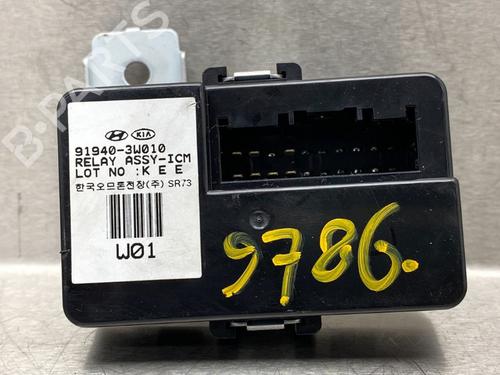 HYUNDAI KIA
91940-3W010
RELAY ASSY-ICM
LOT NO :K E E
한국오므론전장(주) SR73
W01
9786.
B-PARTS